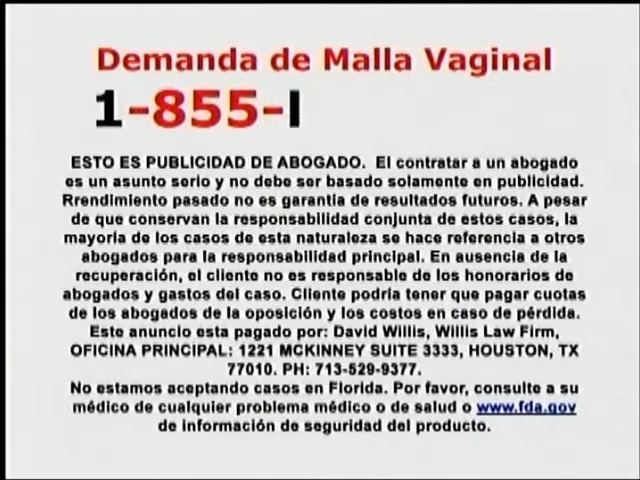 Demanda de Malla Vaginal
1-855-I
ESTO ES PUBLICIDAD DE ABOGADO. El contratar a un abogado
es un asunto serio y no debe ser basado solamente en publicidad.
Rrendimiento pasado no es garantia de resultados futuros. A pesar
de que conservan la responsabilidad conjunta de estos casos, la
mayoria de los casos de esta naturaleza se hace referencia a otros
abogados para la responsabilidad principal. En ausencia de la
recuperación, el cliente no es responsable de los honorarios de
abogados y gastos del caso. Cliente podria tener que pagar cuotas
de los abogados de la oposición y los costos en caso de pérdida.
Este anuncio esta pagado por: David Willis, Willis Law Firm,
OFICINA PRINCIPAL: 1221 MCKINNEY SUITE 3333, HOUSTON, TX
77010. PH: 713-529-9377.
No estamos aceptando casos en Florida. Por favor, consulte a su
médico de cualquier problema médico o de salud o www.fda.gov
de información de seguridad del producto.